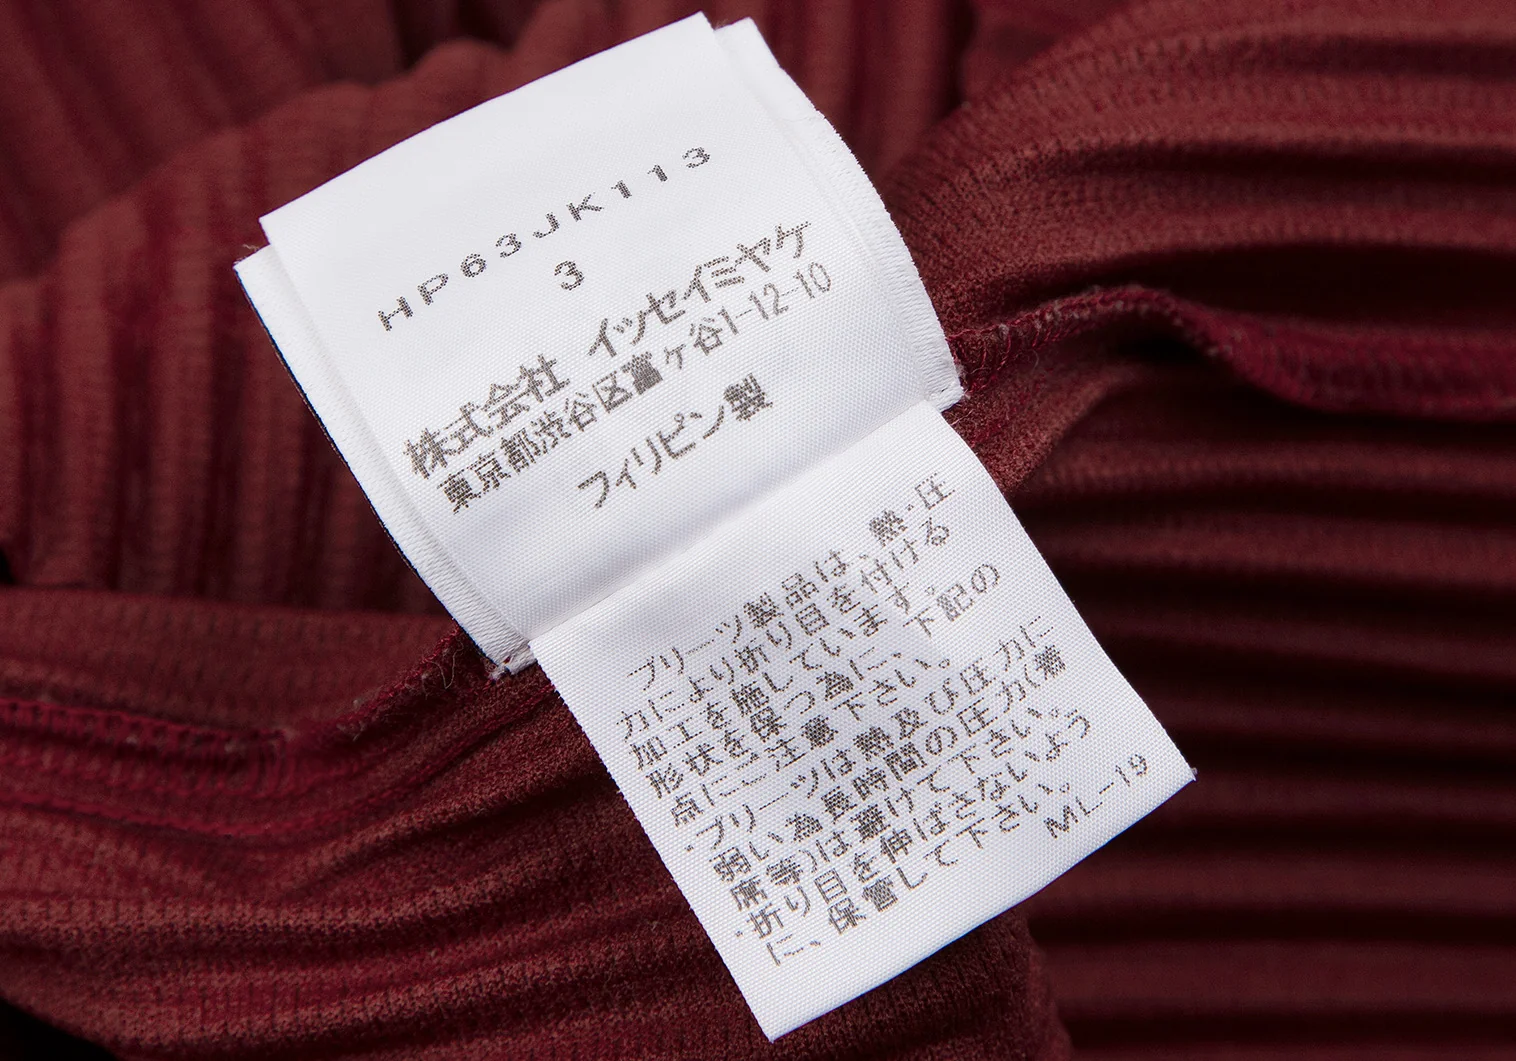 HP63JK113
3
株式会社 イッセイミヤケ
東京都渋谷区富ヶ谷1-12-10
フィリピン製
プリーツ製品は、熱・圧
力により折り目を付ける
加工を施しています。
形状を保つ為に、下記の
点にご注意下さい。
・プリーツは熱及び圧力に
弱い為長時間の圧力(着
席等)は避けて下さい。
・折り目を伸ばさないよう
に、保管して下さい。
ML-19